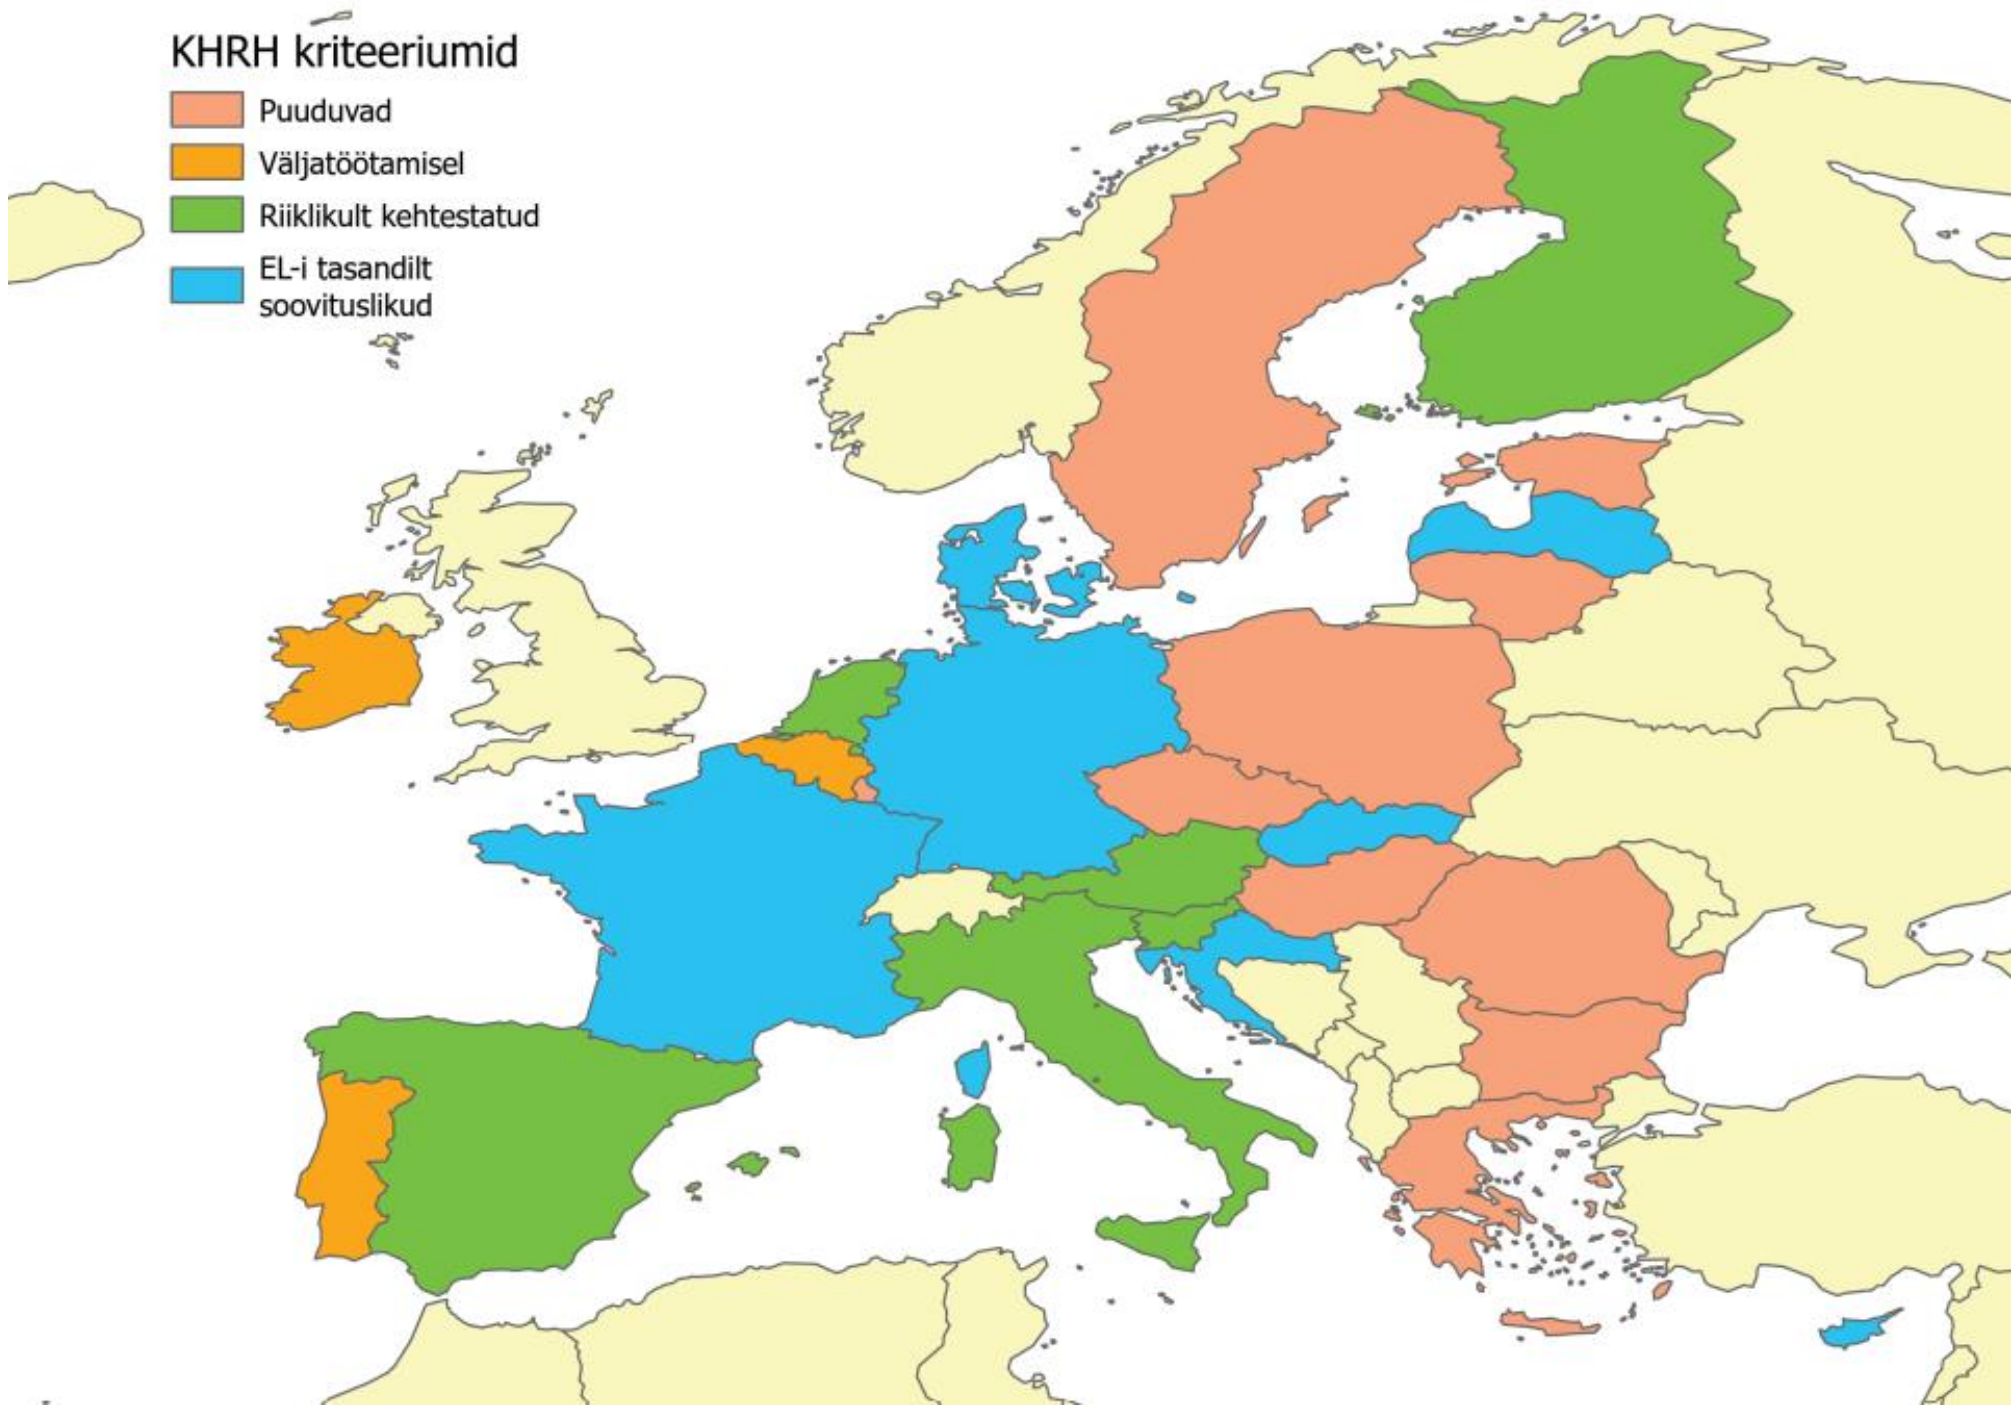 KHRH kriteeriumid
Puuduvad
Väljatöötamisel
Riiklikult kehtestatud
EL-i tasandilt
soovituslikud